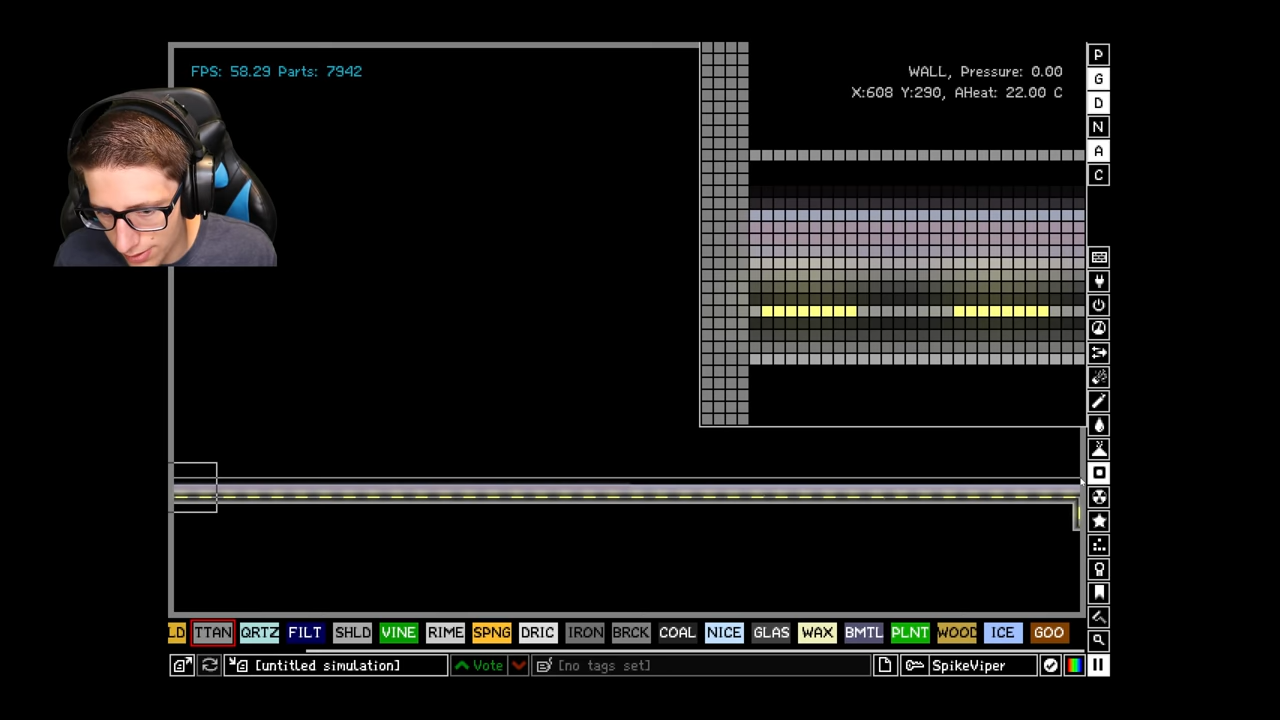 FPS: 58.29 Parts: 7942
WALL, Pressure: 0.00
X:608 Y:290, AHeat: 22.00 C
P
G
D
N
A
C
LD TTAN QRTZ FILT SHLD VINE RIME SPNG DRIC IRON BRCK COAL NICE GLAS WAX BMTL PLNT WOOD ICE GOO
[untitled simulation] Vote [no tags set] SpikeViper